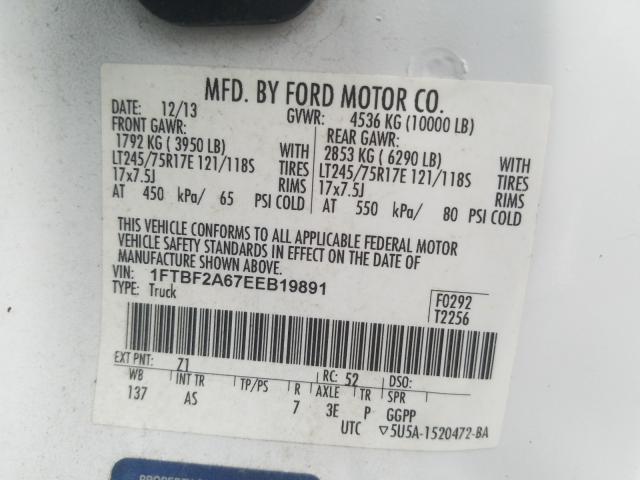 MFD. BY FORD MOTOR CO.
DATE: 12/13 GVWR: 4536 KG (10000 LB)
FRONT GAWR: REAR GAWR:
1792 KG ( 3950 LB) WITH 2853 KG ( 6290 LB) WITH
LT245/75R17E 121/118S TIRES LT245/75R17E 121/118S TIRES
17x7.5J RIMS 17x7.5J RIMS
AT 450 kPa/ 65 PSI COLD AT 550 kPa/ 80 PSI COLD
THIS VEHICLE CONFORMS TO ALL APPLICABLE FEDERAL MOTOR
VEHICLE SAFETY STANDARDS IN EFFECT ON THE DATE OF
MANUFACTURE SHOWN ABOVE.
VIN: 1FTBF2A67EEB19891 F0292
TYPE: Truck T2256
EXT PNT: Z1 RC: 52 DSO:
WB INT TR TP/PS R AXLE TR SPR
137 AS 7 3E P GGPP
UTC ▽5U5A-1520472-BA